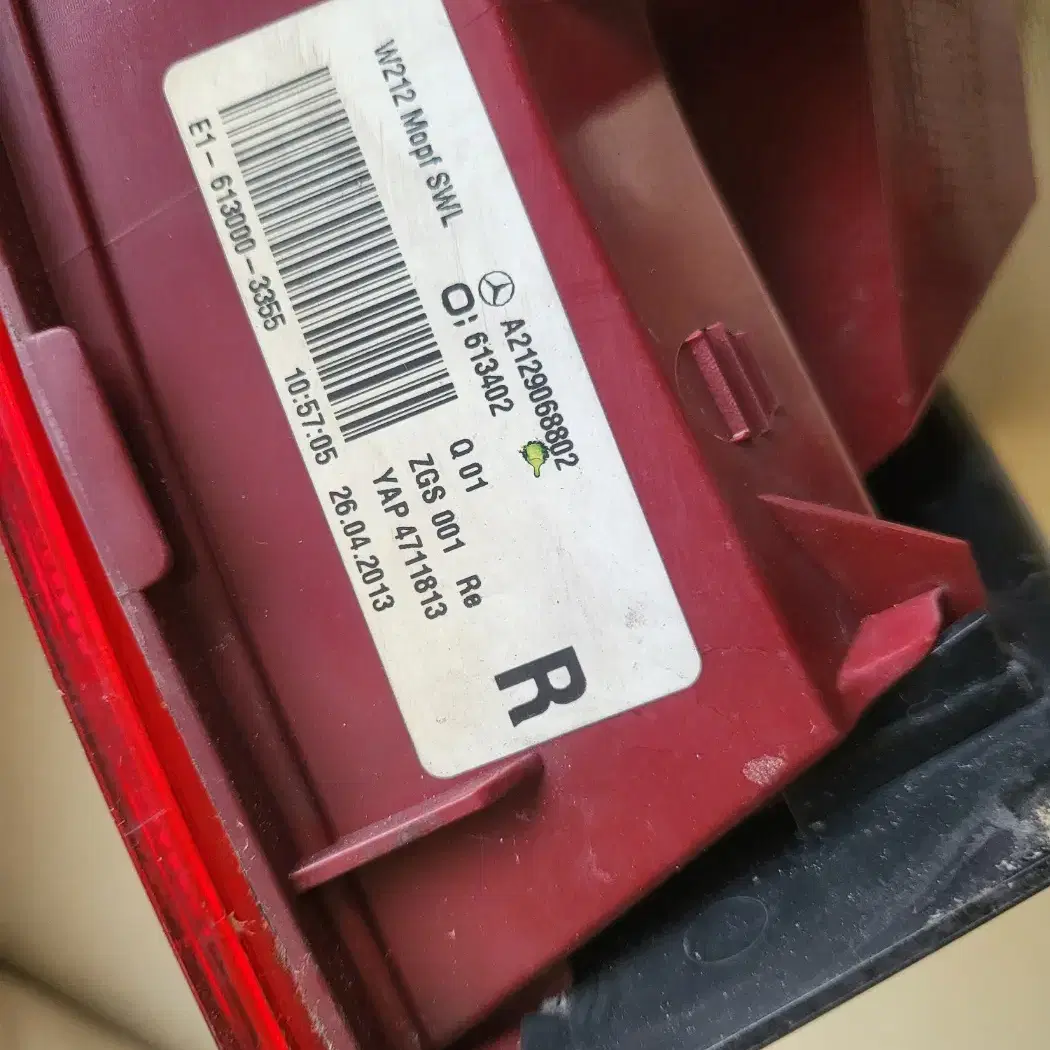 W212 Mopf SWL
A2129068802
O; 613402
Q 01
ZGS 001 Re
YAP 4711813
E1-613000-3355 10:57:05 26.04.2013
R